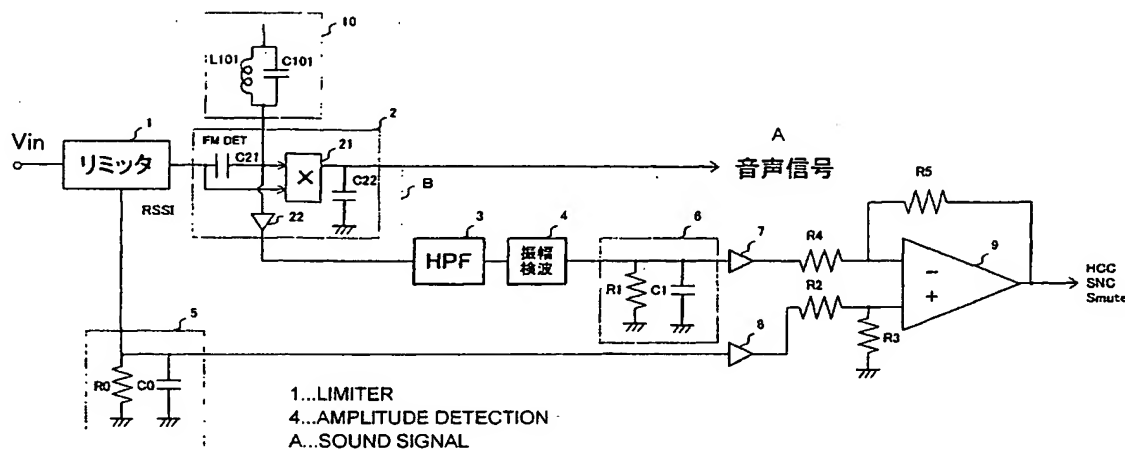 10
L101
C101
1
2
Vin
リミッタ
FM DET
C21
21
×
C22
A
音声信号
B
RSSI
22
3
HPF
4
振幅
検波
6
R1
C1
7
R4
R5
R2
8
R3
9
−
+
HCC
SNC
Smute
5
R0
C0
1...LIMITER
4...AMPLITUDE DETECTION
A...SOUND SIGNAL